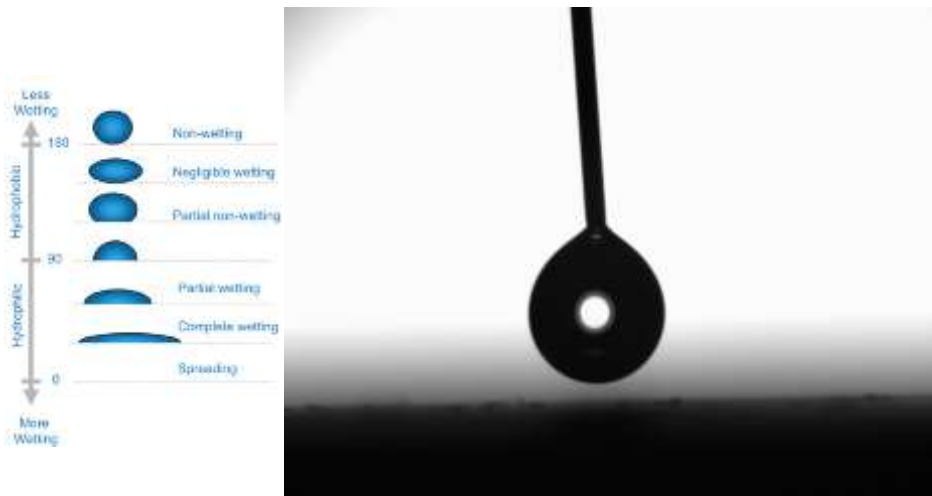 Less
Wetting
180
Non-wetting
Negligible wetting
Hydrophobic
Partial non-wetting
90
Partial wetting
Hydrophilic
Complete wetting
Spreading
0
More
Wetting